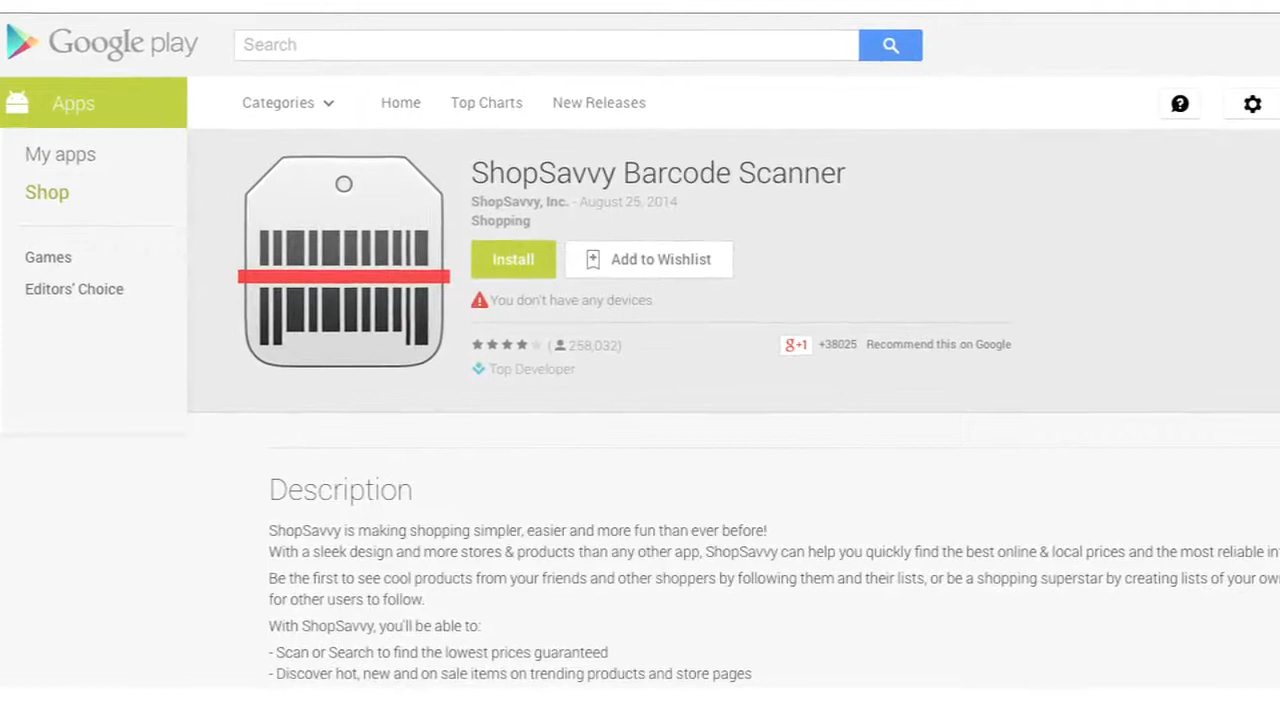 Google play
Search
Apps
Categories
Home
Top Charts
New Releases
My apps
Shop
Games
Editors' Choice
ShopSavvy Barcode Scanner
ShopSavvy, Inc. - August 25, 2014
Shopping
Install
Add to Wishlist
You don't have any devices
(258,032)
g+1 +38025 Recommend this on Google
Top Developer
Description
ShopSavvy is making shopping simpler, easier and more fun than ever before!
With a sleek design and more stores & products than any other app, ShopSavvy can help you quickly find the best online & local prices and the most reliable
Be the first to see cool products from your friends and other shoppers by following them and their lists, or be a shopping superstar by creating lists of your
for other users to follow.
With ShopSavvy, you'll be able to:
- Scan or Search to find the lowest prices guaranteed
- Discover hot, new and on sale items on trending products and store pages